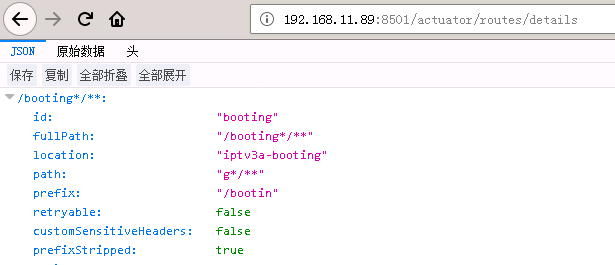 192.168.11.89:8501/actuator/routes/details
JSON 原始数据 头
保存 复制 全部折叠 全部展开
/booting*/**:
id: "booting"
fullPath: "/booting*/**"
location: "iptv3a-booting"
path: "g*/**"
prefix: "/bootin"
retryable: false
customSensitiveHeaders: false
prefixStripped: true